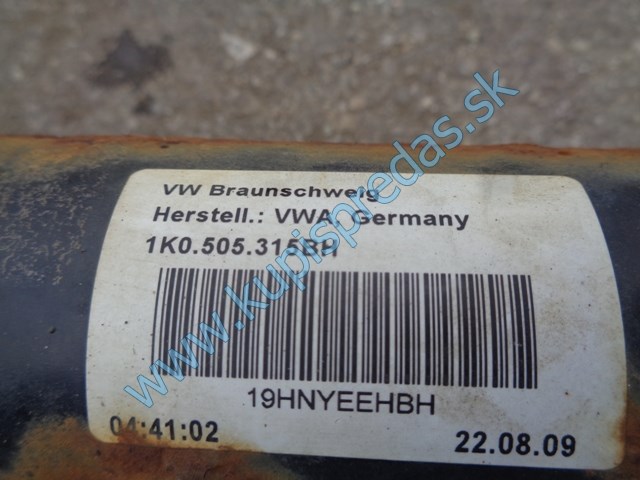 VW Braunschweig
Herstell.: VWA, Germany
1K0.505.315BH
19HNYEEHBH
04:41:02
22.08.09
www.kupispredas.sk